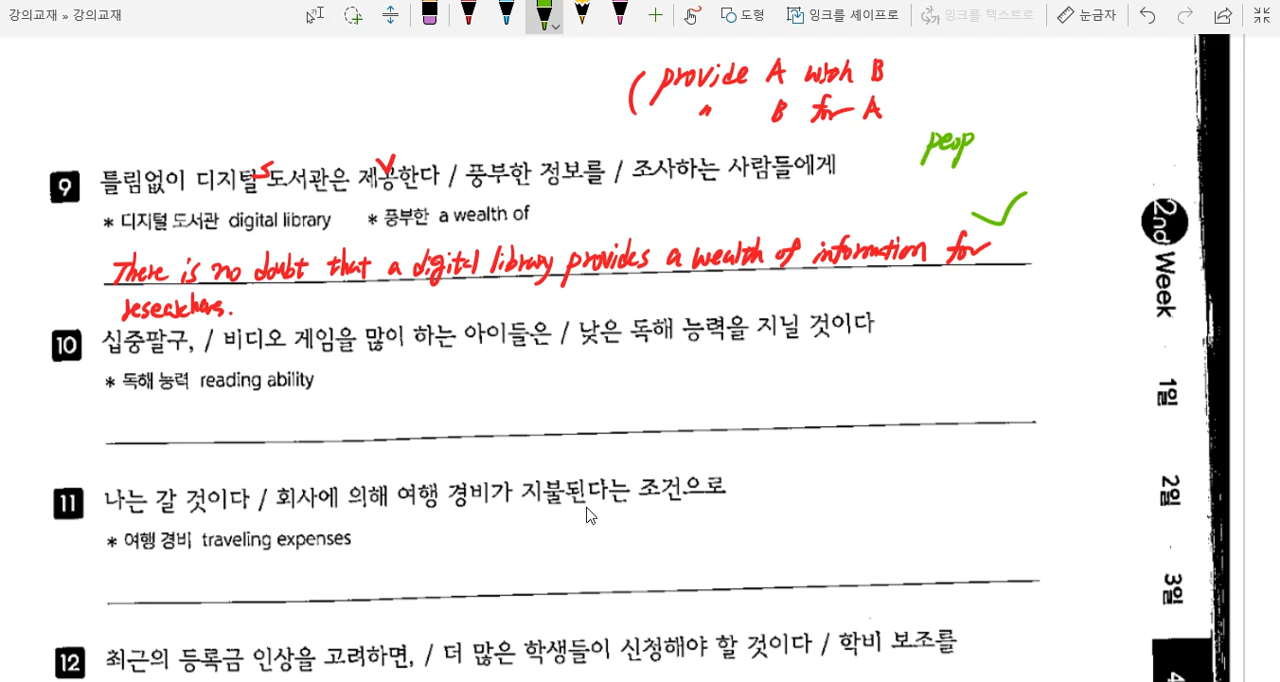 강의교재 » 강의교재
도형
잉크를 셰이프로
잉크를 텍스트로
눈금자
( provide A with B
" B for A
peop
9 틀림없이 디지털 도서관은 제공한다 / 풍부한 정보를 / 조사하는 사람들에게
S V
* 디지털 도서관 digital library * 풍부한 a wealth of
There is no doubt that a digital library provides a wealth of information for
researchers.
10 십중팔구, / 비디오 게임을 많이 하는 아이들은 / 낮은 독해 능력을 지닐 것이다
* 독해 능력 reading ability
11 나는 갈 것이다 / 회사에 의해 여행 경비가 지불된다는 조건으로
* 여행 경비 traveling expenses
12 최근의 등록금 인상을 고려하면, / 더 많은 학생들이 신청해야 할 것이다 / 학비 보조를
2nd Week
1일
2일
3일
4